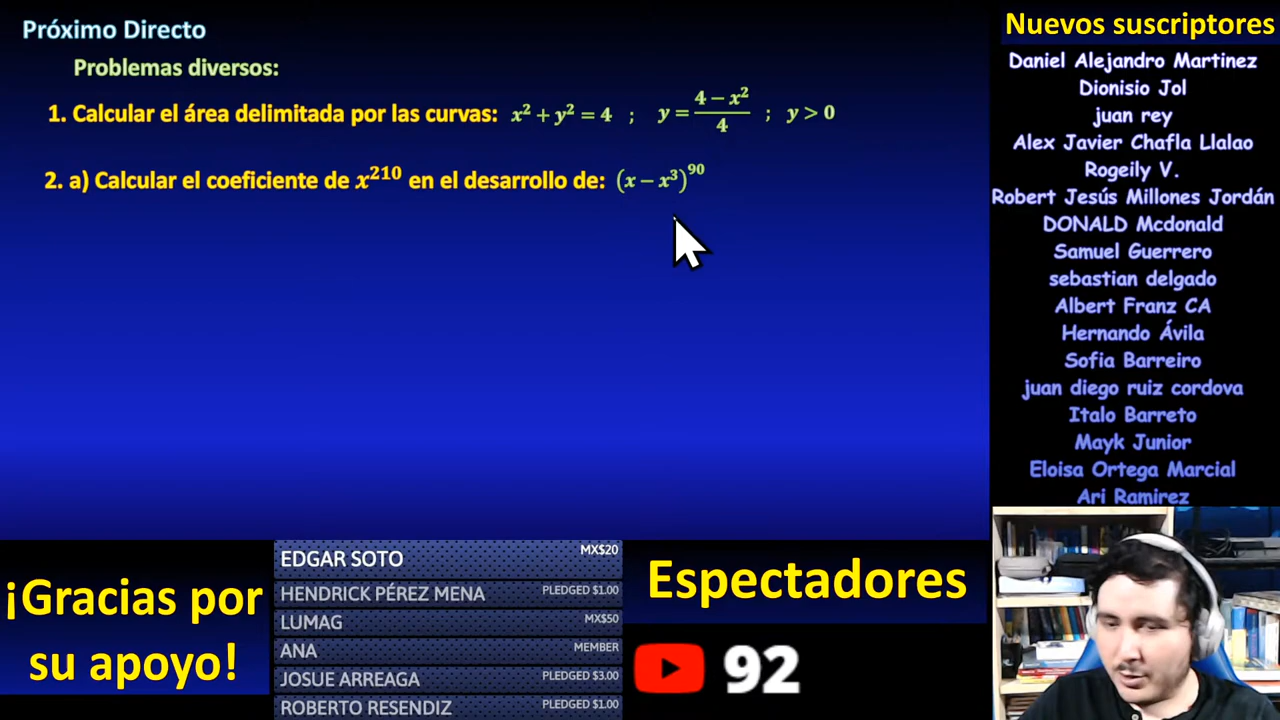 Próximo Directo
Problemas diversos:
1. Calcular el área delimitada por las curvas: x² + y² = 4 ; y = (4 − x²)/4 ; y > 0
2. a) Calcular el coeficiente de x²¹⁰ en el desarrollo de: (x − x³)⁹⁰
Nuevos suscriptores
Daniel Alejandro Martinez
Dionisio Jol
juan rey
Alex Javier Chafla Llalao
Rogeily V.
Robert Jesús Millones Jordán
DONALD Mcdonald
Samuel Guerrero
sebastian delgado
Albert Franz CA
Hernando Ávila
Sofia Barreiro
juan diego ruiz cordova
Italo Barreto
Mayk Junior
Eloisa Ortega Marcial
Ari Ramirez
¡Gracias por
su apoyo!
EDGAR SOTO MX$20
HENDRICK PÉREZ MENA PLEDGED $1.00
LUMAG MX$50
ANA MEMBER
JOSUE ARREAGA PLEDGED $3.00
ROBERTO RESENDIZ PLEDGED $1.00
Espectadores
92